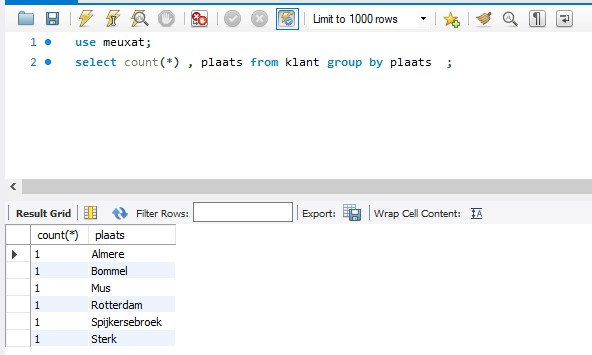 Limit to 1000 rows
1 use meuxat;
2 select count(*) , plaats from klant group by plaats ;
Result Grid Filter Rows: Export: Wrap Cell Content:
count(*) plaats
1 Almere
1 Bommel
1 Mus
1 Rotterdam
1 Spijkersebroek
1 Sterk